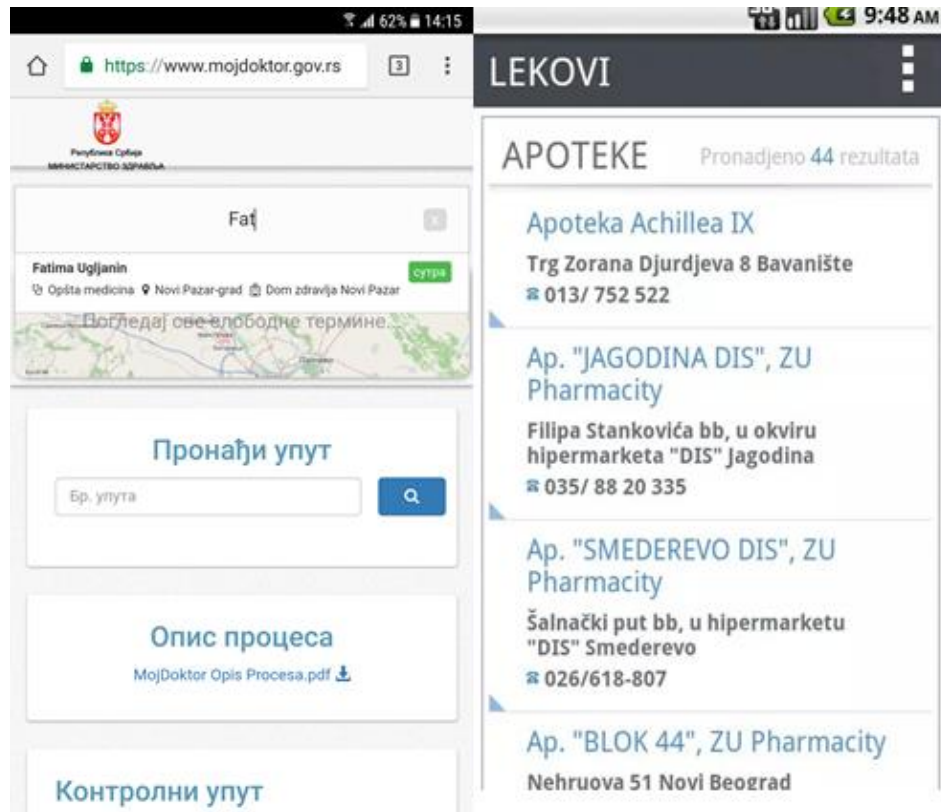 62% 14:15
https://www.mojdoktor.gov.rs
3
Република Србија
МИНИСТАРСТВО ЗДРАВЉА
Fat
x
Fatima Ugljanin
сутра
Opšta medicina Novi Pazar-grad Dom zdravlja Novi Pazar
Погледај све слободне термине.
Пронађи упут
Бр. упута
Опис процеса
MojDoktor Opis Procesa.pdf
Контролни упут
9:48 AM
LEKOVI
APOTEKE Pronadjeno 44 rezultata
Apoteka Achillea IX
Trg Zorana Djurdjeva 8 Bavanište
013/ 752 522
Ap. "JAGODINA DIS", ZU
Pharmacity
Filipa Stankovića bb, u okviru
hipermarketa "DIS" Jagodina
035/ 88 20 335
Ap. "SMEDEREVO DIS", ZU
Pharmacity
Šalnački put bb, u hipermarketu
"DIS" Smederevo
026/618-807
Ap. "BLOK 44", ZU Pharmacity
Nehruova 51 Novi Beograd